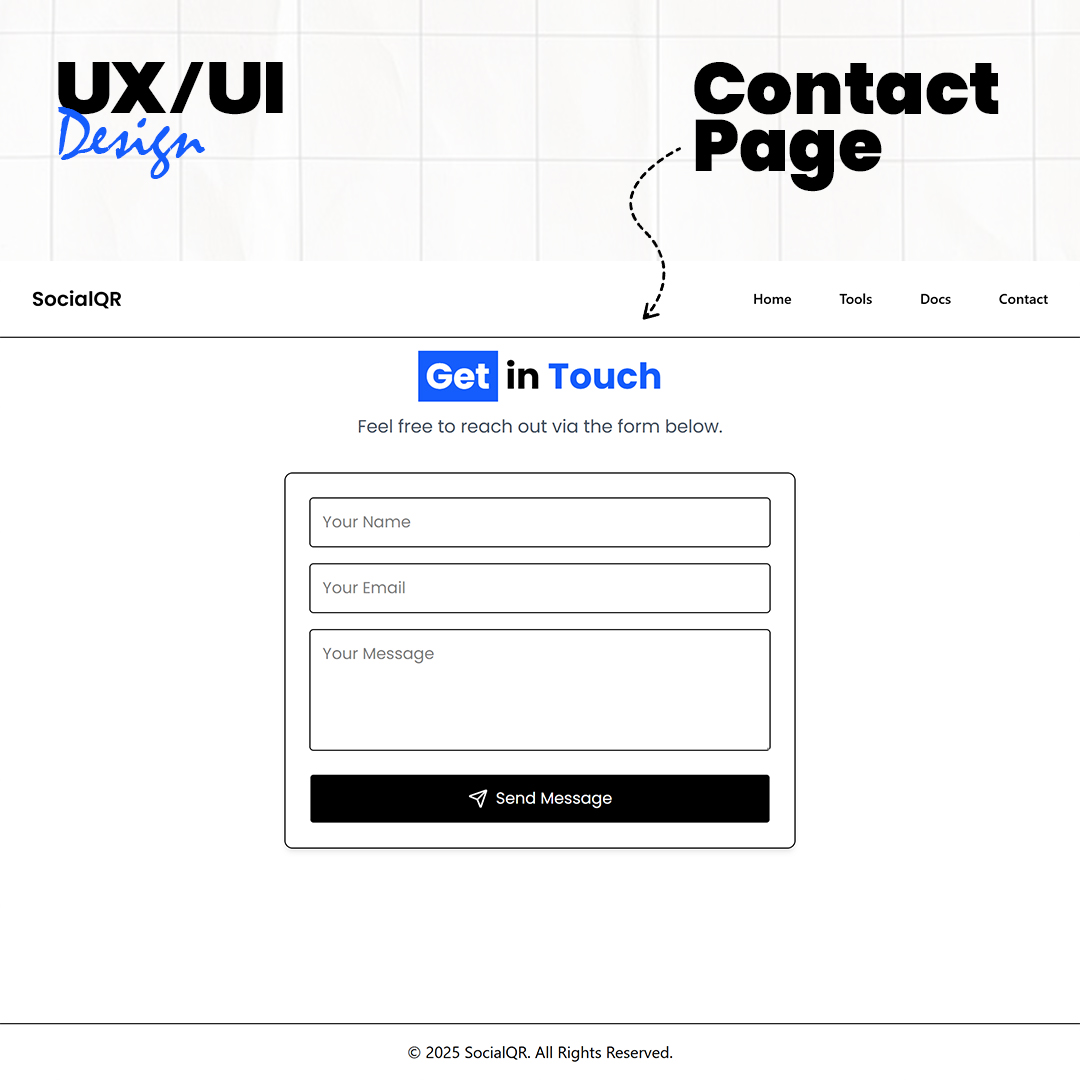 UX/UI
Design
Contact
Page
SocialQR
Home Tools Docs Contact
Get in Touch
Feel free to reach out via the form below.
Your Name
Your Email
Your Message
Send Message
© 2025 SocialQR. All Rights Reserved.